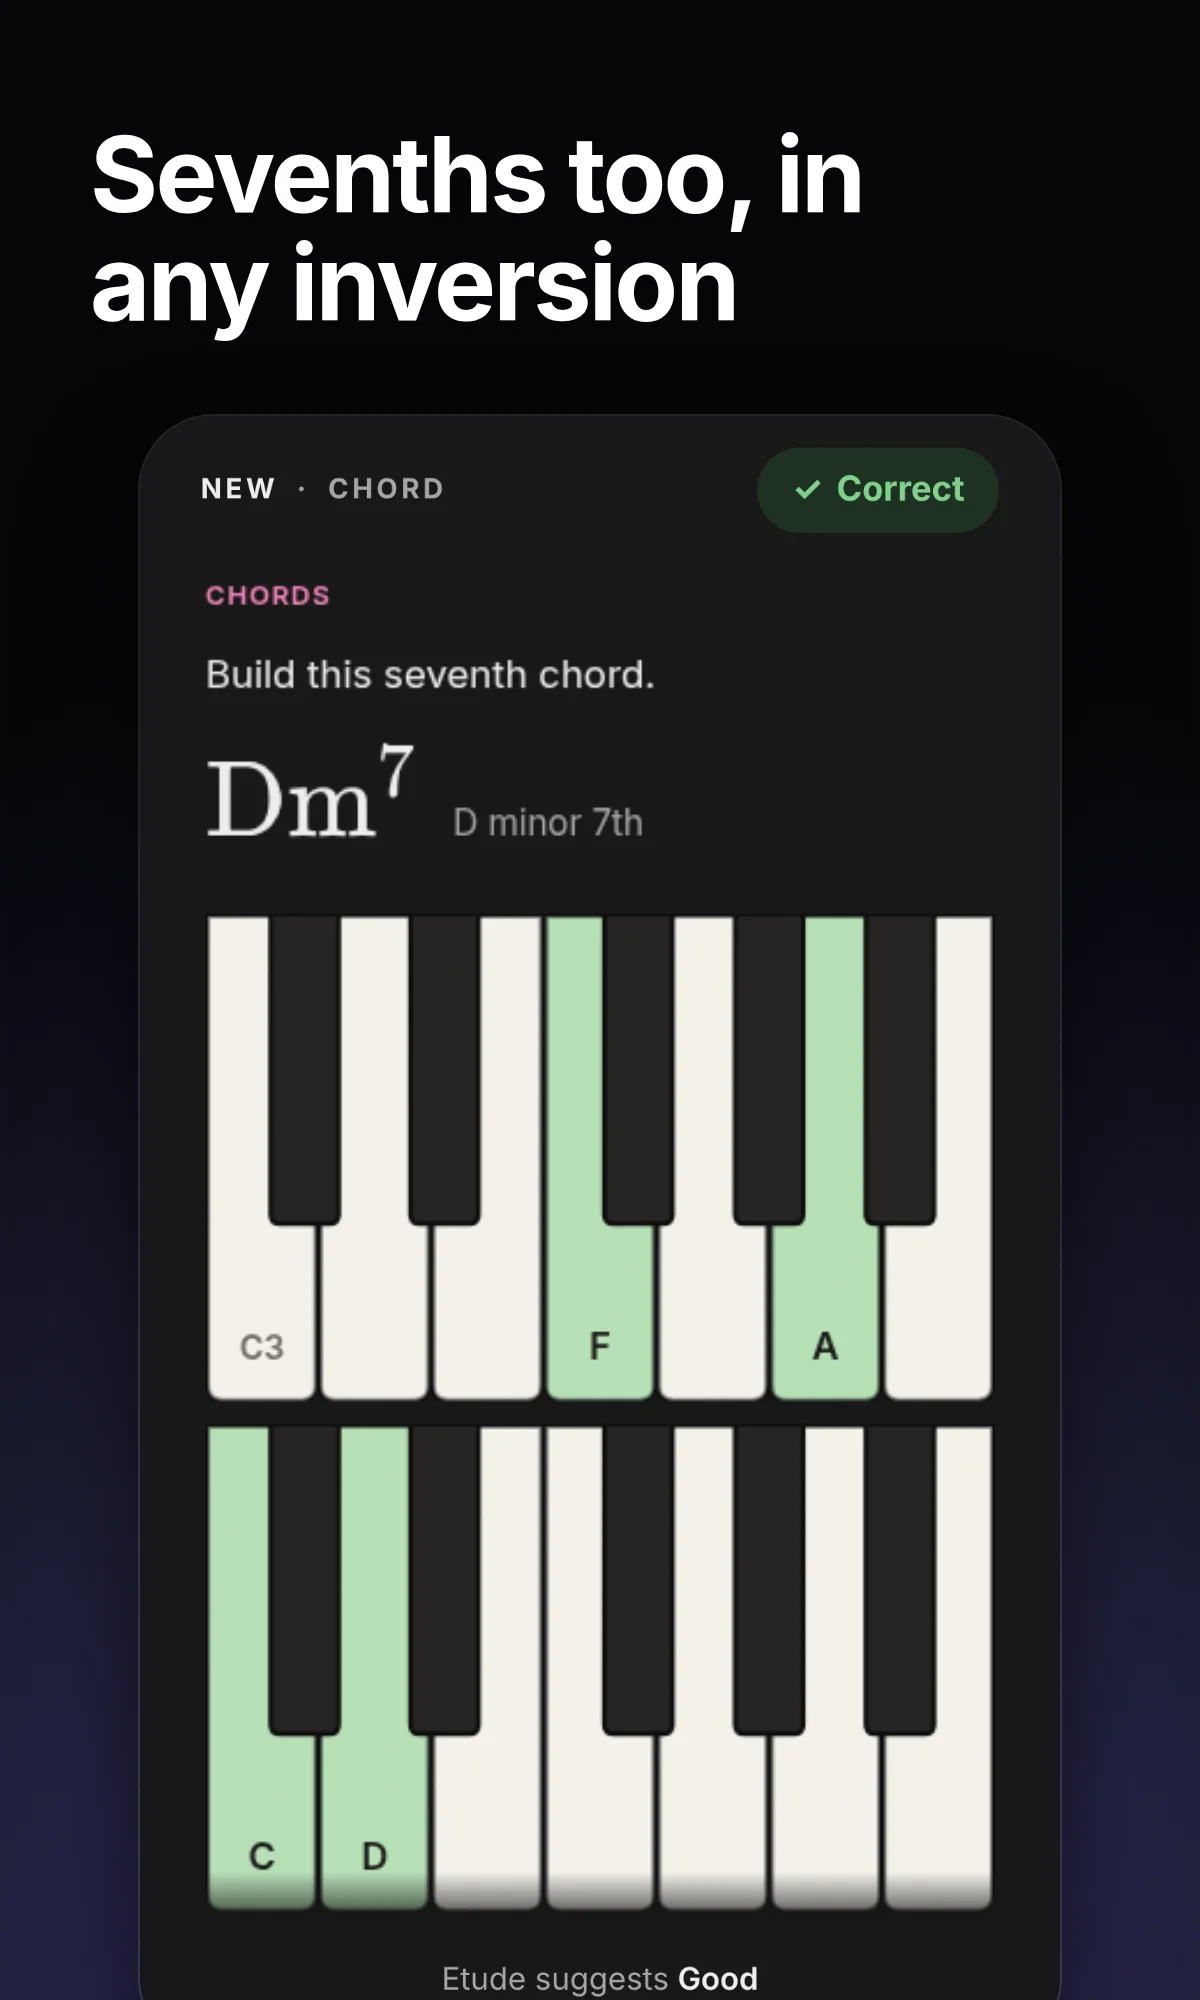 Sevenths too, in
any inversion
NEW · CHORD
✓ Correct
CHORDS
Build this seventh chord.
Dm⁷ D minor 7th
C3 F A
C D
Etude suggests Good